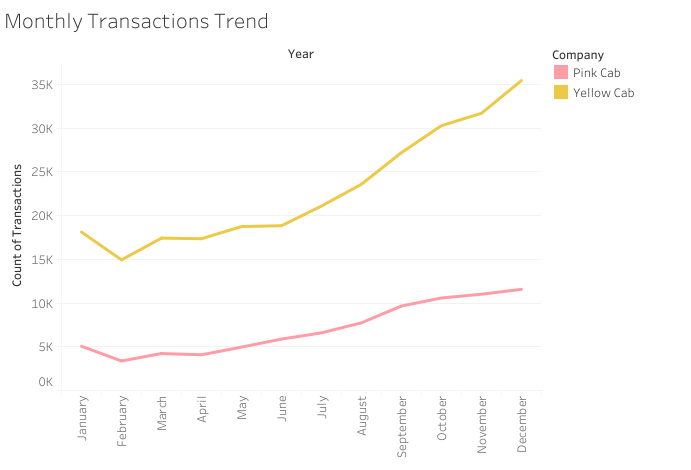 Monthly Transactions Trend
Year
Company
Pink Cab
Yellow Cab
Count of Transactions
35K
30K
25K
20K
15K
10K
5K
0K
January
February
March
April
May
June
July
August
September
October
November
December